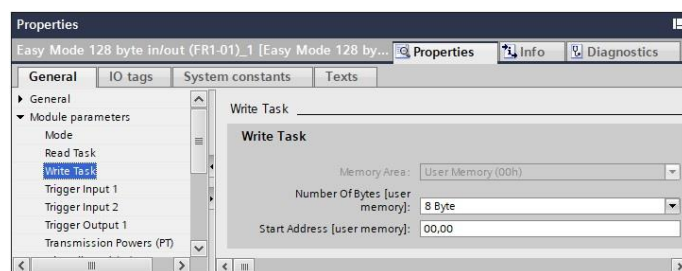 Properties
Easy Mode 128 byte in/out (FR1-01)_1 [Easy Mode 128 by... Properties Info Diagnostics
General IO tags System constants Texts
General
Module parameters
Mode
Read Task
Write Task
Trigger Input 1
Trigger Input 2
Trigger Output 1
Transmission Powers (PT)
Write Task
Write Task
Memory Area: User Memory (00h)
Number Of Bytes [user
memory]: 8 Byte
Start Address [user memory]: 00,00